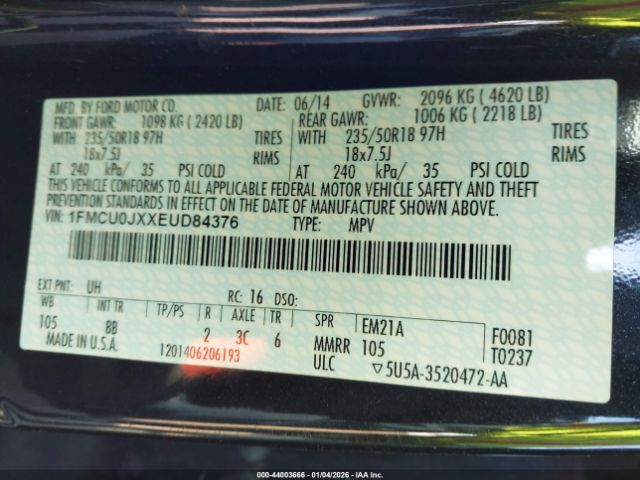 MFD. BY FORD MOTOR CO.
DATE: 06/14 GVWR: 2096 KG ( 4620 LB)
FRONT GAWR: 1098 KG ( 2420 LB) REAR GAWR: 1006 KG ( 2218 LB)
WITH 235/50R18 97H TIRES WITH 235/50R18 97H TIRES
18x7.5J RIMS 18x7.5J RIMS
AT 240 kPa/ 35 PSI COLD AT 240 kPa/ 35 PSI COLD
THIS VEHICLE CONFORMS TO ALL APPLICABLE FEDERAL MOTOR VEHICLE SAFETY AND THEFT
PREVENTION STANDARDS IN EFFECT ON THE DATE OF MANUFACTURE SHOWN ABOVE.
VIN: 1FMCU0JXXEUD84376 TYPE: MPV
EXT PNT: UH RC: 16 DSO:
WB INT TR TP/PS R AXLE TR SPR EM21A F0081
105 8B 2 3C 6 MMRR 105 T0237
MADE IN U.S.A. 1201406206193 ULC ▽5U5A-3520472-AA
000-44003666 - 01/04/2026 - IAA Inc.